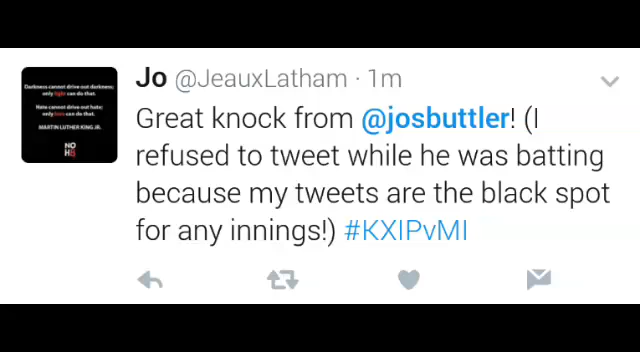 Jo @JeauxLatham · 1m
Great knock from @josbuttler! (I
refused to tweet while he was batting
because my tweets are the black spot
for any innings!) #KXIPvMI
Darkness cannot drive out darkness;
only light can do that.
Hate cannot drive out hate;
only love can do that.
MARTIN LUTHER KING JR.
NO
H8